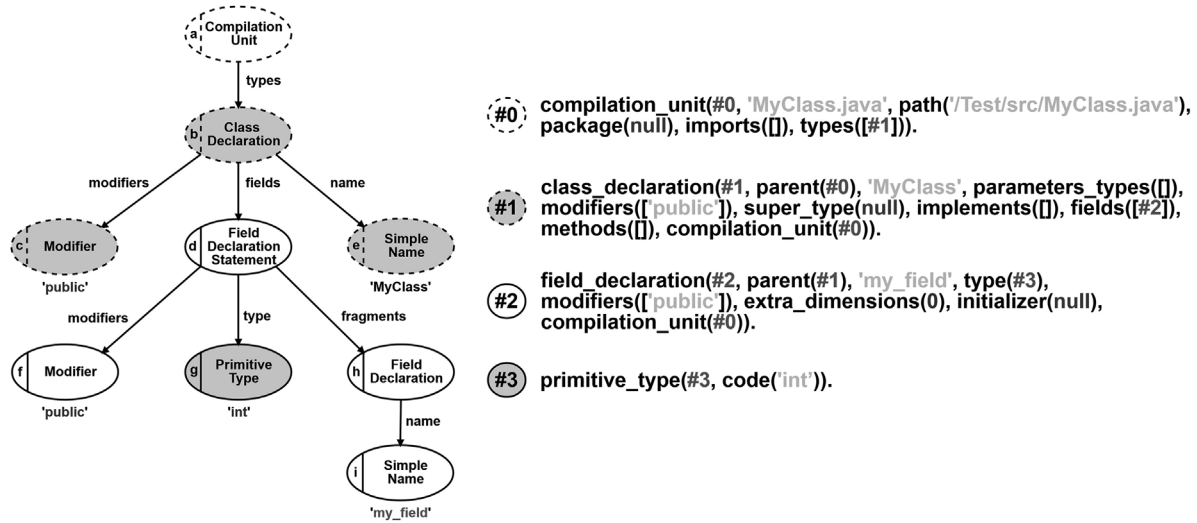 a
Compilation
Unit
types
b
Class
Declaration
modifiers
fields
name
c
Modifier
'public'
d
Field
Declaration
Statement
e
Simple
Name
'MyClass'
modifiers
type
fragments
f
Modifier
'public'
g
Primitive
Type
'int'
h
Field
Declaration
name
i
Simple
Name
'my_field'
#0
compilation_unit(#0, 'MyClass.java', path('/Test/src/MyClass.java'),
package(null), imports([]), types([#1])).
#1
class_declaration(#1, parent(#0), 'MyClass', parameters_types([]),
modifiers(['public']), super_type(null), implements([]), fields([#2]),
methods([]), compilation_unit(#0)).
#2
field_declaration(#2, parent(#1), 'my_field', type(#3),
modifiers(['public']), extra_dimensions(0), initializer(null),
compilation_unit(#0)).
#3
primitive_type(#3, code('int’)).